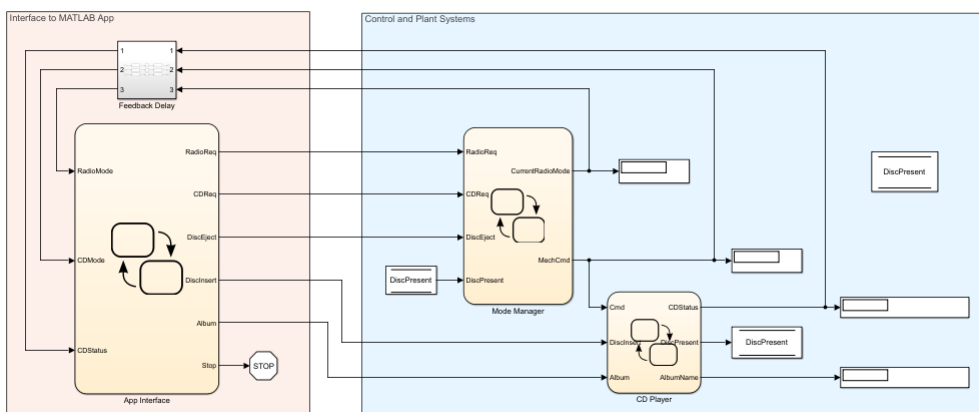 Interface to MATLAB App
Control and Plant Systems
1 1
2 2
3 3
Feedback Delay
RadioReq
RadioMode
CDReq
DiscEject
CDMode
DiscInsert
Album
CDStatus
Stop
STOP
App Interface
RadioReq
CurrentRadioMode
CDReq
DiscEject
MechCmd
DiscPresent
DiscPresent
Mode Manager
DiscPresent
Cmd CDStatus
DiscInsert DiscPresent
DiscPresent
Album AlbumName
CD Player